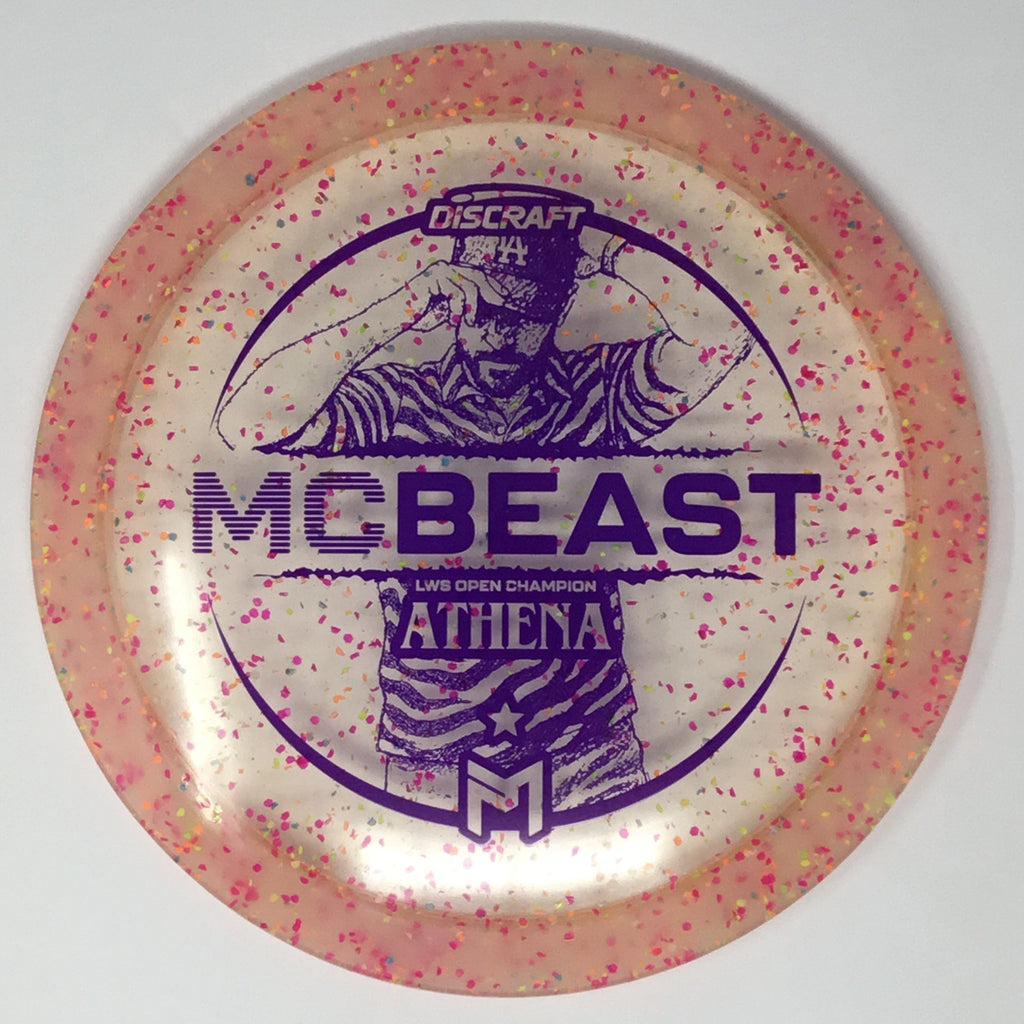 DISCRAFT
LA
MCBEAST
LWS OPEN CHAMPION
ATHENA
M